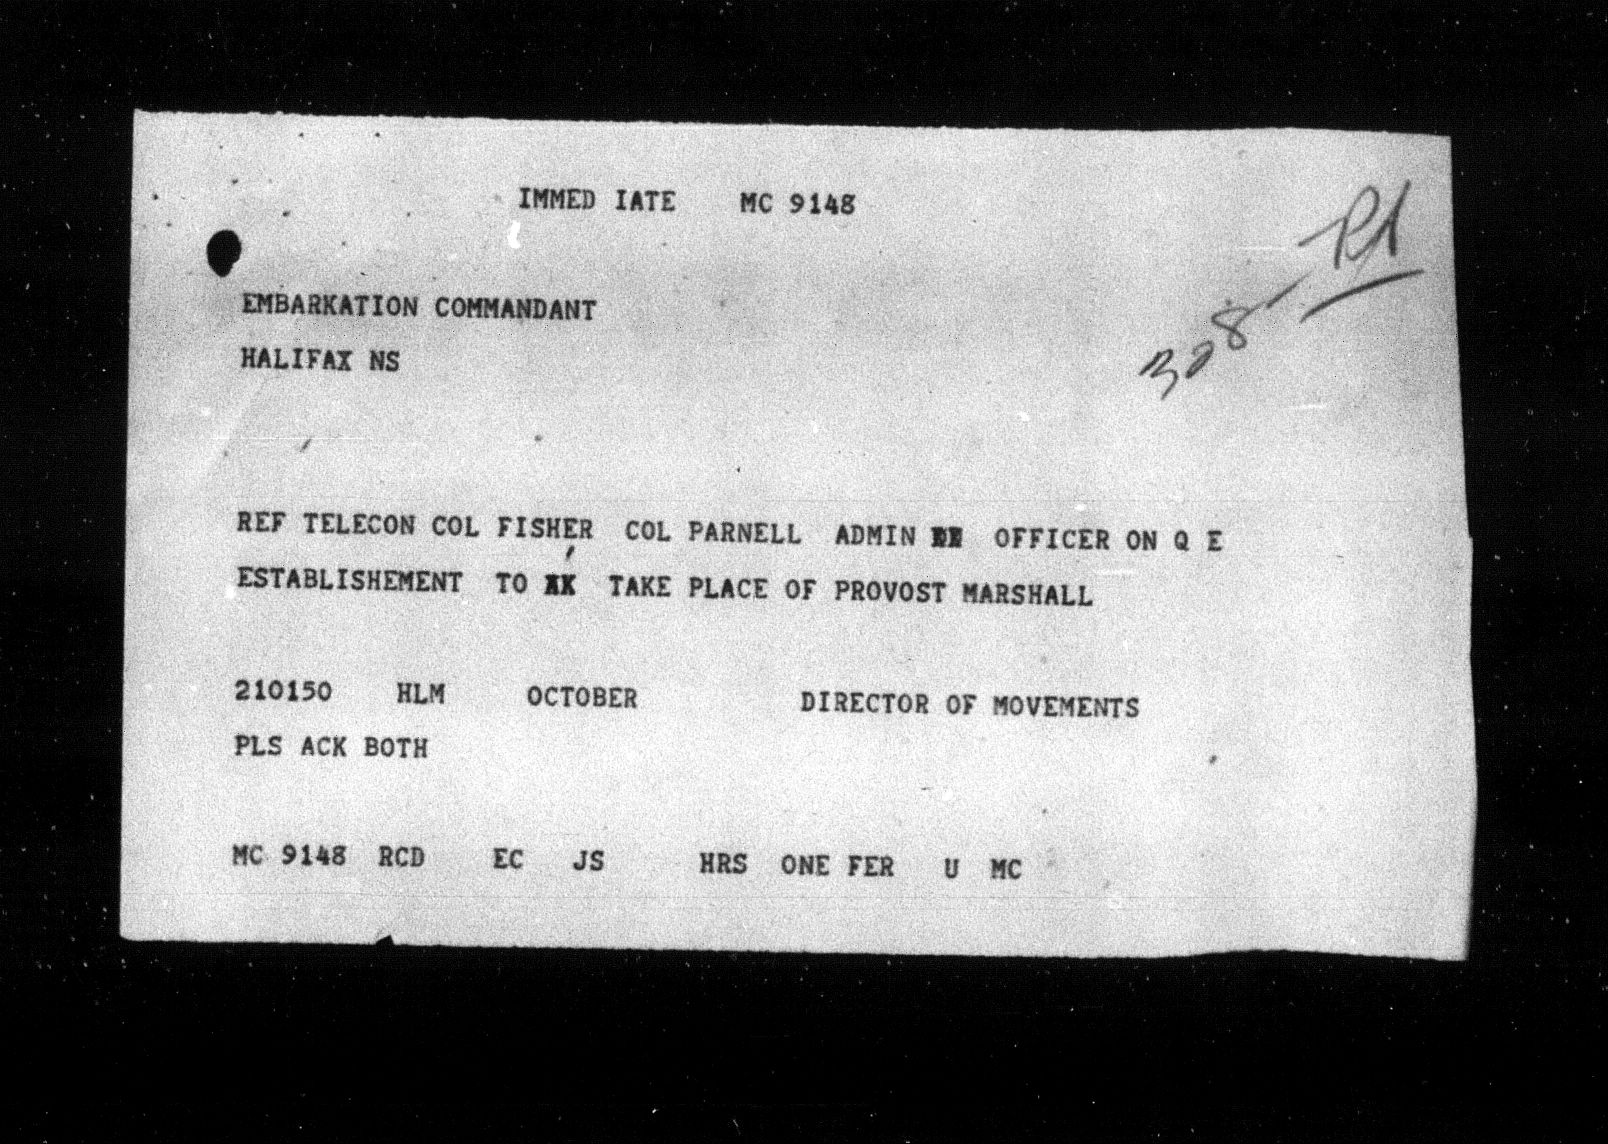 IMMED IATE MC 9148
EMBARKATION COMMANDANT
HALIFAX NS
REF TELECON COL FISHER COL PARNELL ADMIN OFFICER ON Q E
ESTABLISHEMENT TO TAKE PLACE OF PROVOST MARSHALL
210150 HLM OCTOBER DIRECTOR OF MOVEMENTS
PLS ACK BOTH
MC 9148 RCD EC JS HRS ONE FER U MC